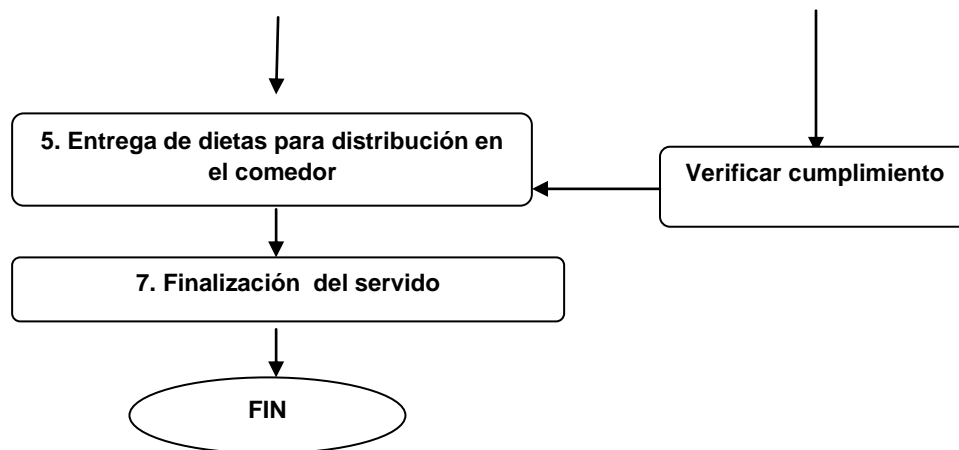 5. Entrega de dietas para distribución en
el comedor
Verificar cumplimiento
7. Finalización del servido
FIN